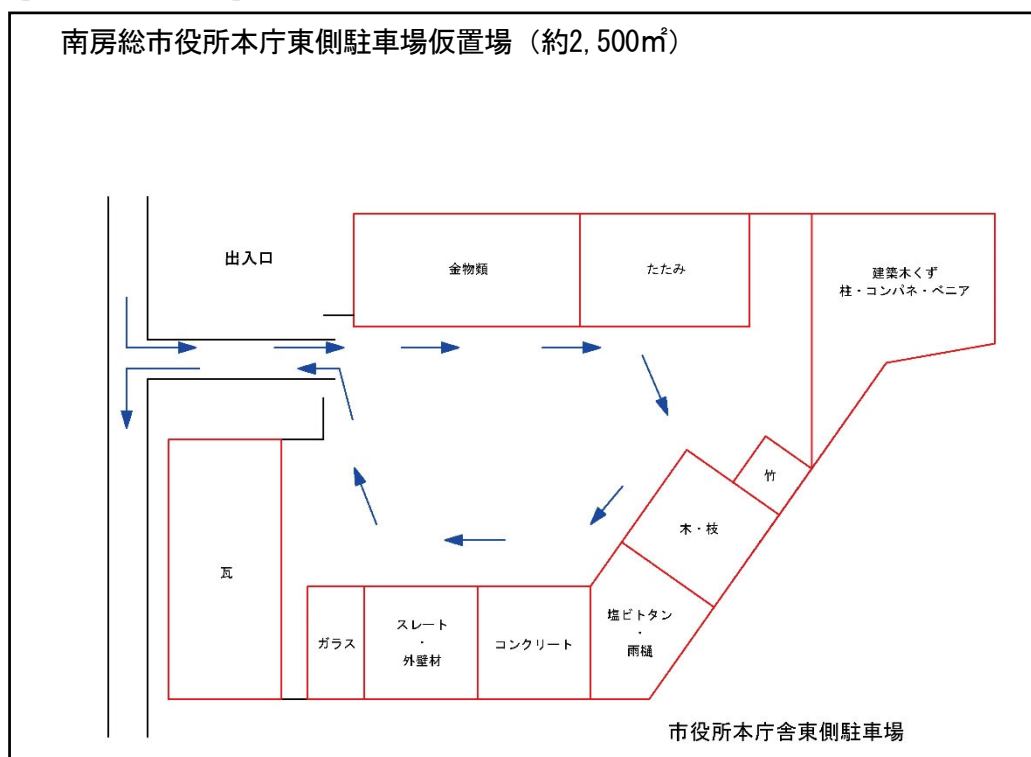 南房総市役所本庁東側駐車場仮置場（約2,500㎡）
出入口
金物類
たたみ
建築木くず
柱・コンパネ・ベニア
竹
木・枝
瓦
ガラス
スレート
・
外壁材
コンクリート
塩ビトタン
・
雨樋
市役所本庁舎東側駐車場